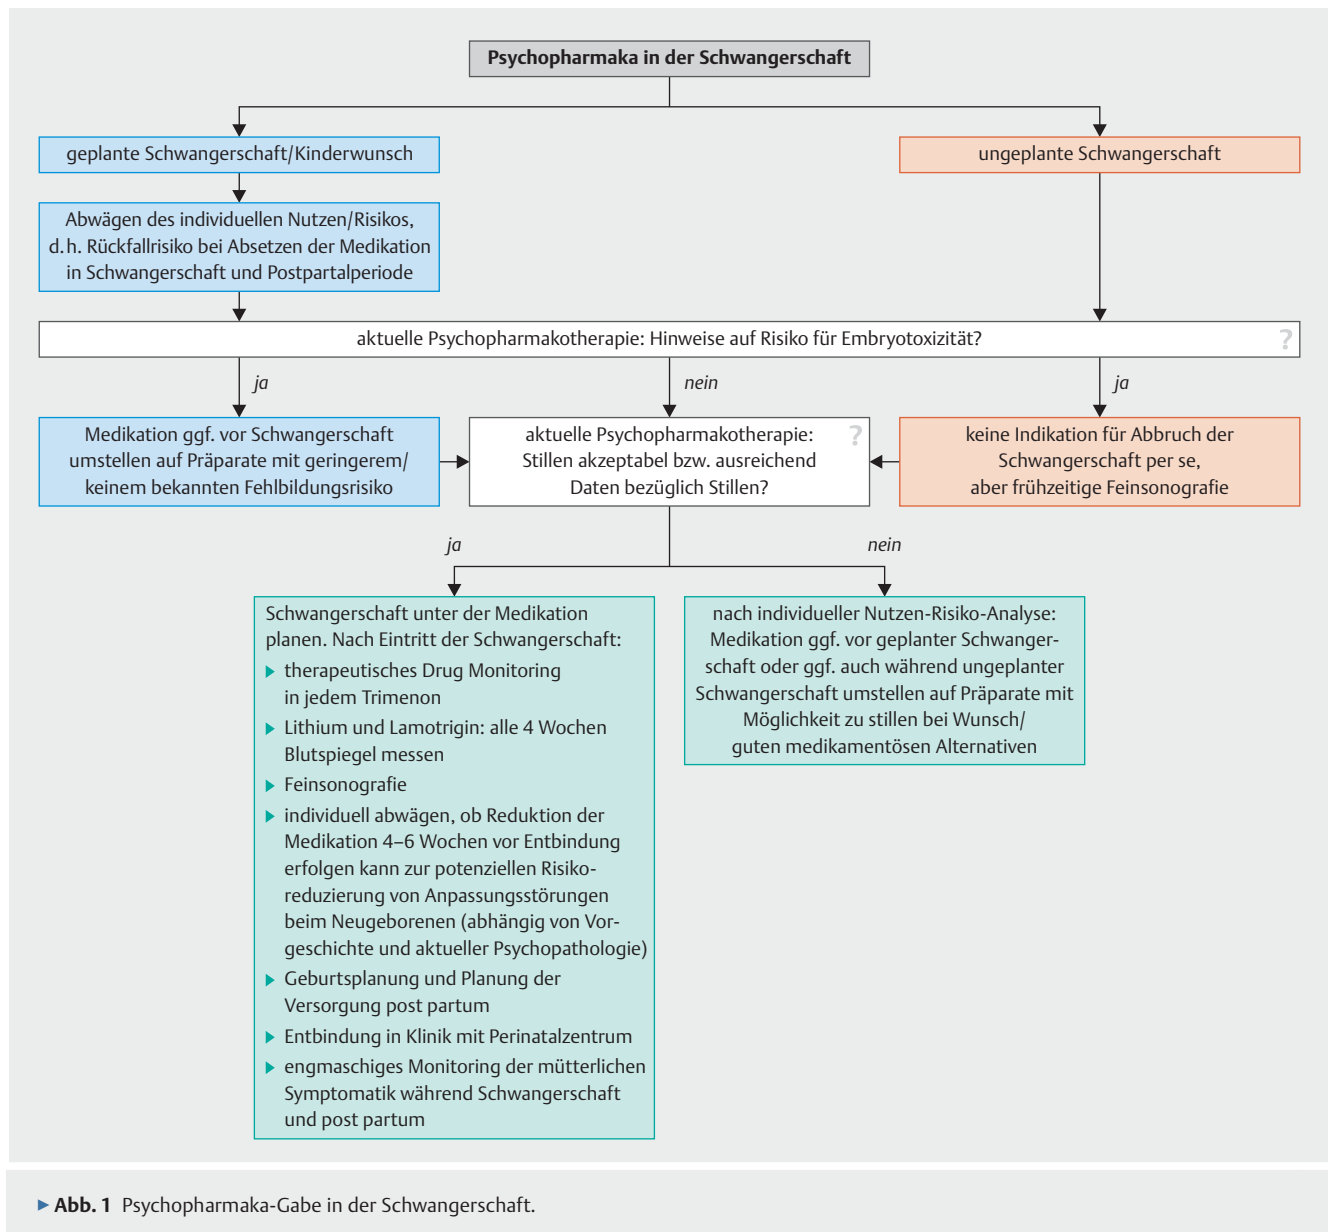 Psychopharmaka in der Schwangerschaft
geplante Schwangerschaft/Kinderwunsch
ungeplante Schwangerschaft
Abwägen des individuellen Nutzen/Risikos,
d. h. Rückfallrisiko bei Absetzen der Medikation
in Schwangerschaft und Postpartalperiode
aktuelle Psychopharmakotherapie: Hinweise auf Risiko für Embryotoxizität?
?
ja
nein
ja
Medikation ggf. vor Schwangerschaft
umstellen auf Präparate mit geringerem/
keinem bekannten Fehlbildungsrisiko
aktuelle Psychopharmakotherapie:
Stillen akzeptabel bzw. ausreichend
Daten bezüglich Stillen?
?
keine Indikation für Abbruch der
Schwangerschaft per se,
aber frühzeitige Feinsonografie
ja
nein
Schwangerschaft unter der Medikation
planen. Nach Eintritt der Schwangerschaft:
▶ therapeutisches Drug Monitoring
in jedem Trimenon
▶ Lithium und Lamotrigin: alle 4 Wochen
Blutspiegel messen
▶ Feinsonografie
▶ individuell abwägen, ob Reduktion der
Medikation 4–6 Wochen vor Entbindung
erfolgen kann zur potenziellen Risiko-
reduzierung von Anpassungsstörungen
beim Neugeborenen (abhängig von Vor-
geschichte und aktueller Psychopathologie)
▶ Geburtsplanung und Planung der
Versorgung post partum
▶ Entbindung in Klinik mit Perinatalzentrum
▶ engmaschiges Monitoring der mütterlichen
Symptomatik während Schwangerschaft
und post partum
nach individueller Nutzen-Risiko-Analyse:
Medikation ggf. vor geplanter Schwanger-
schaft oder ggf. auch während ungeplanter
Schwangerschaft umstellen auf Präparate mit
Möglichkeit zu stillen bei Wunsch/
guten medikamentösen Alternativen
▶ Abb. 1 Psychopharmaka-Gabe in der Schwangerschaft.